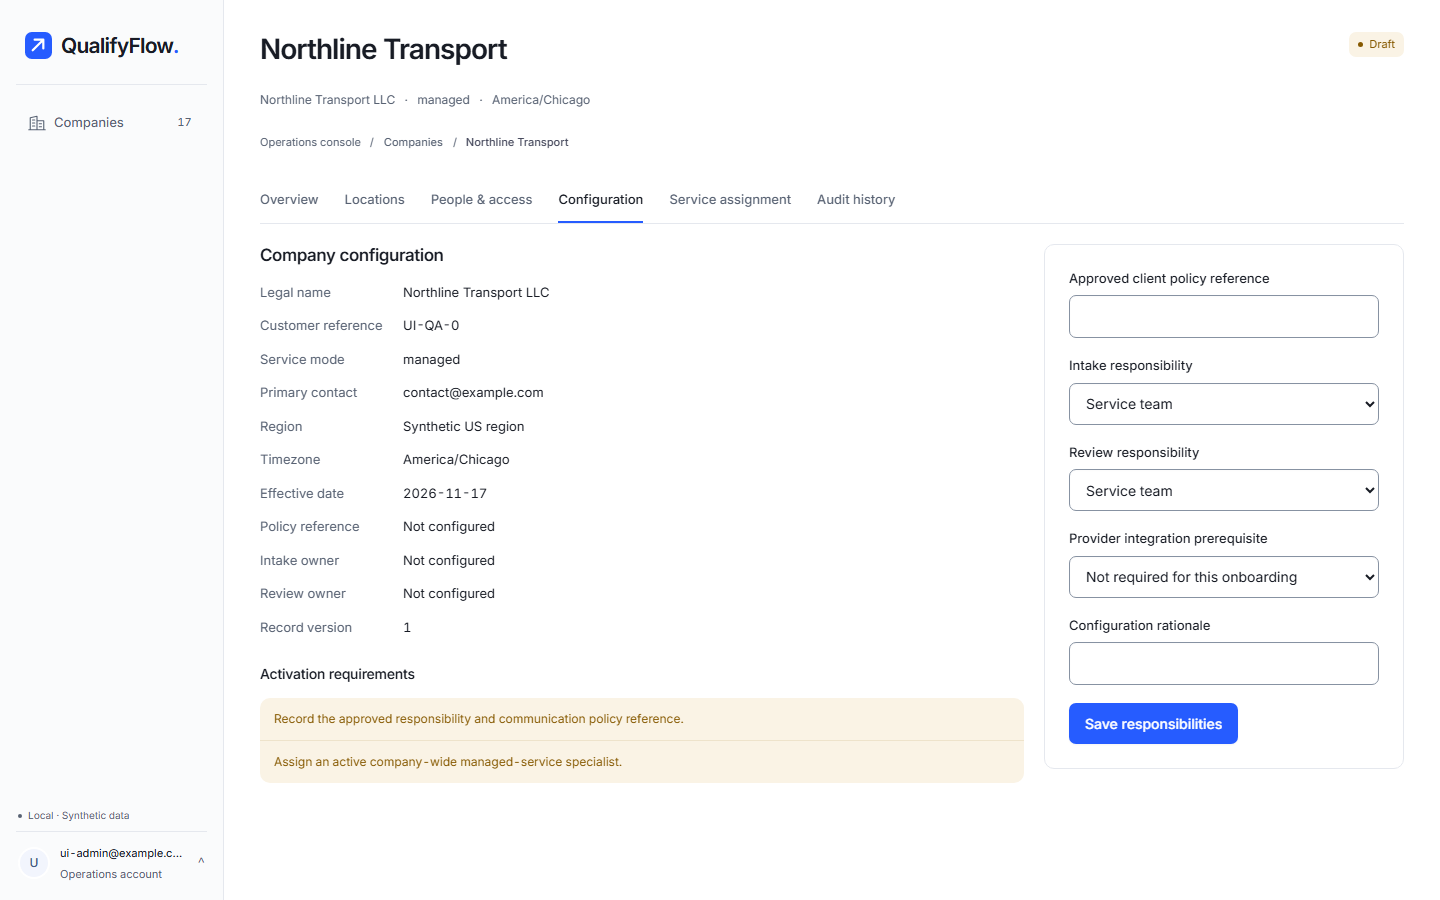 QualifyFlow.
Companies 17
Local · Synthetic data
U
ui-admin@example.c...
Operations account
Northline Transport
Draft
Northline Transport LLC · managed · America/Chicago
Operations console / Companies / Northline Transport
Overview Locations People & access Configuration Service assignment Audit history
Company configuration
Legal name Northline Transport LLC
Customer reference UI-QA-0
Service mode managed
Primary contact contact@example.com
Region Synthetic US region
Timezone America/Chicago
Effective date 2026-11-17
Policy reference Not configured
Intake owner Not configured
Review owner Not configured
Record version 1
Activation requirements
Record the approved responsibility and communication policy reference.
Assign an active company-wide managed-service specialist.
Approved client policy reference
Intake responsibility
Service team
Review responsibility
Service team
Provider integration prerequisite
Not required for this onboarding
Configuration rationale
Save responsibilities